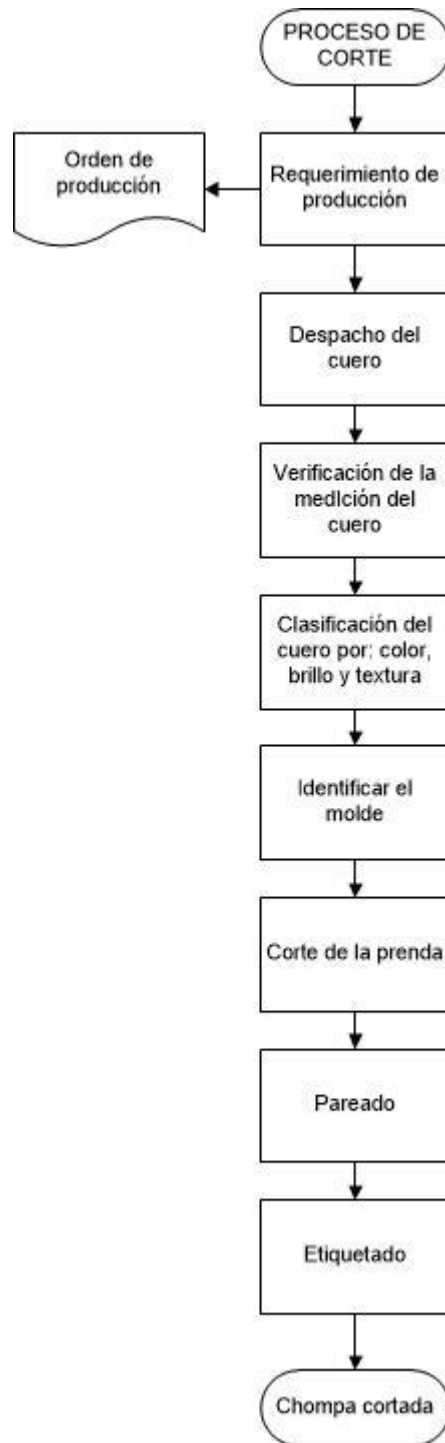 PROCESO DE
CORTE
Orden de
producción
Requerimiento de
producción
Despacho del
cuero
Verificación de la
medIción del
cuero
Clasificación del
cuero por: color,
brillo y textura
Identificar el
molde
Corte de la prenda
Pareado
Etiquetado
Chompa cortada